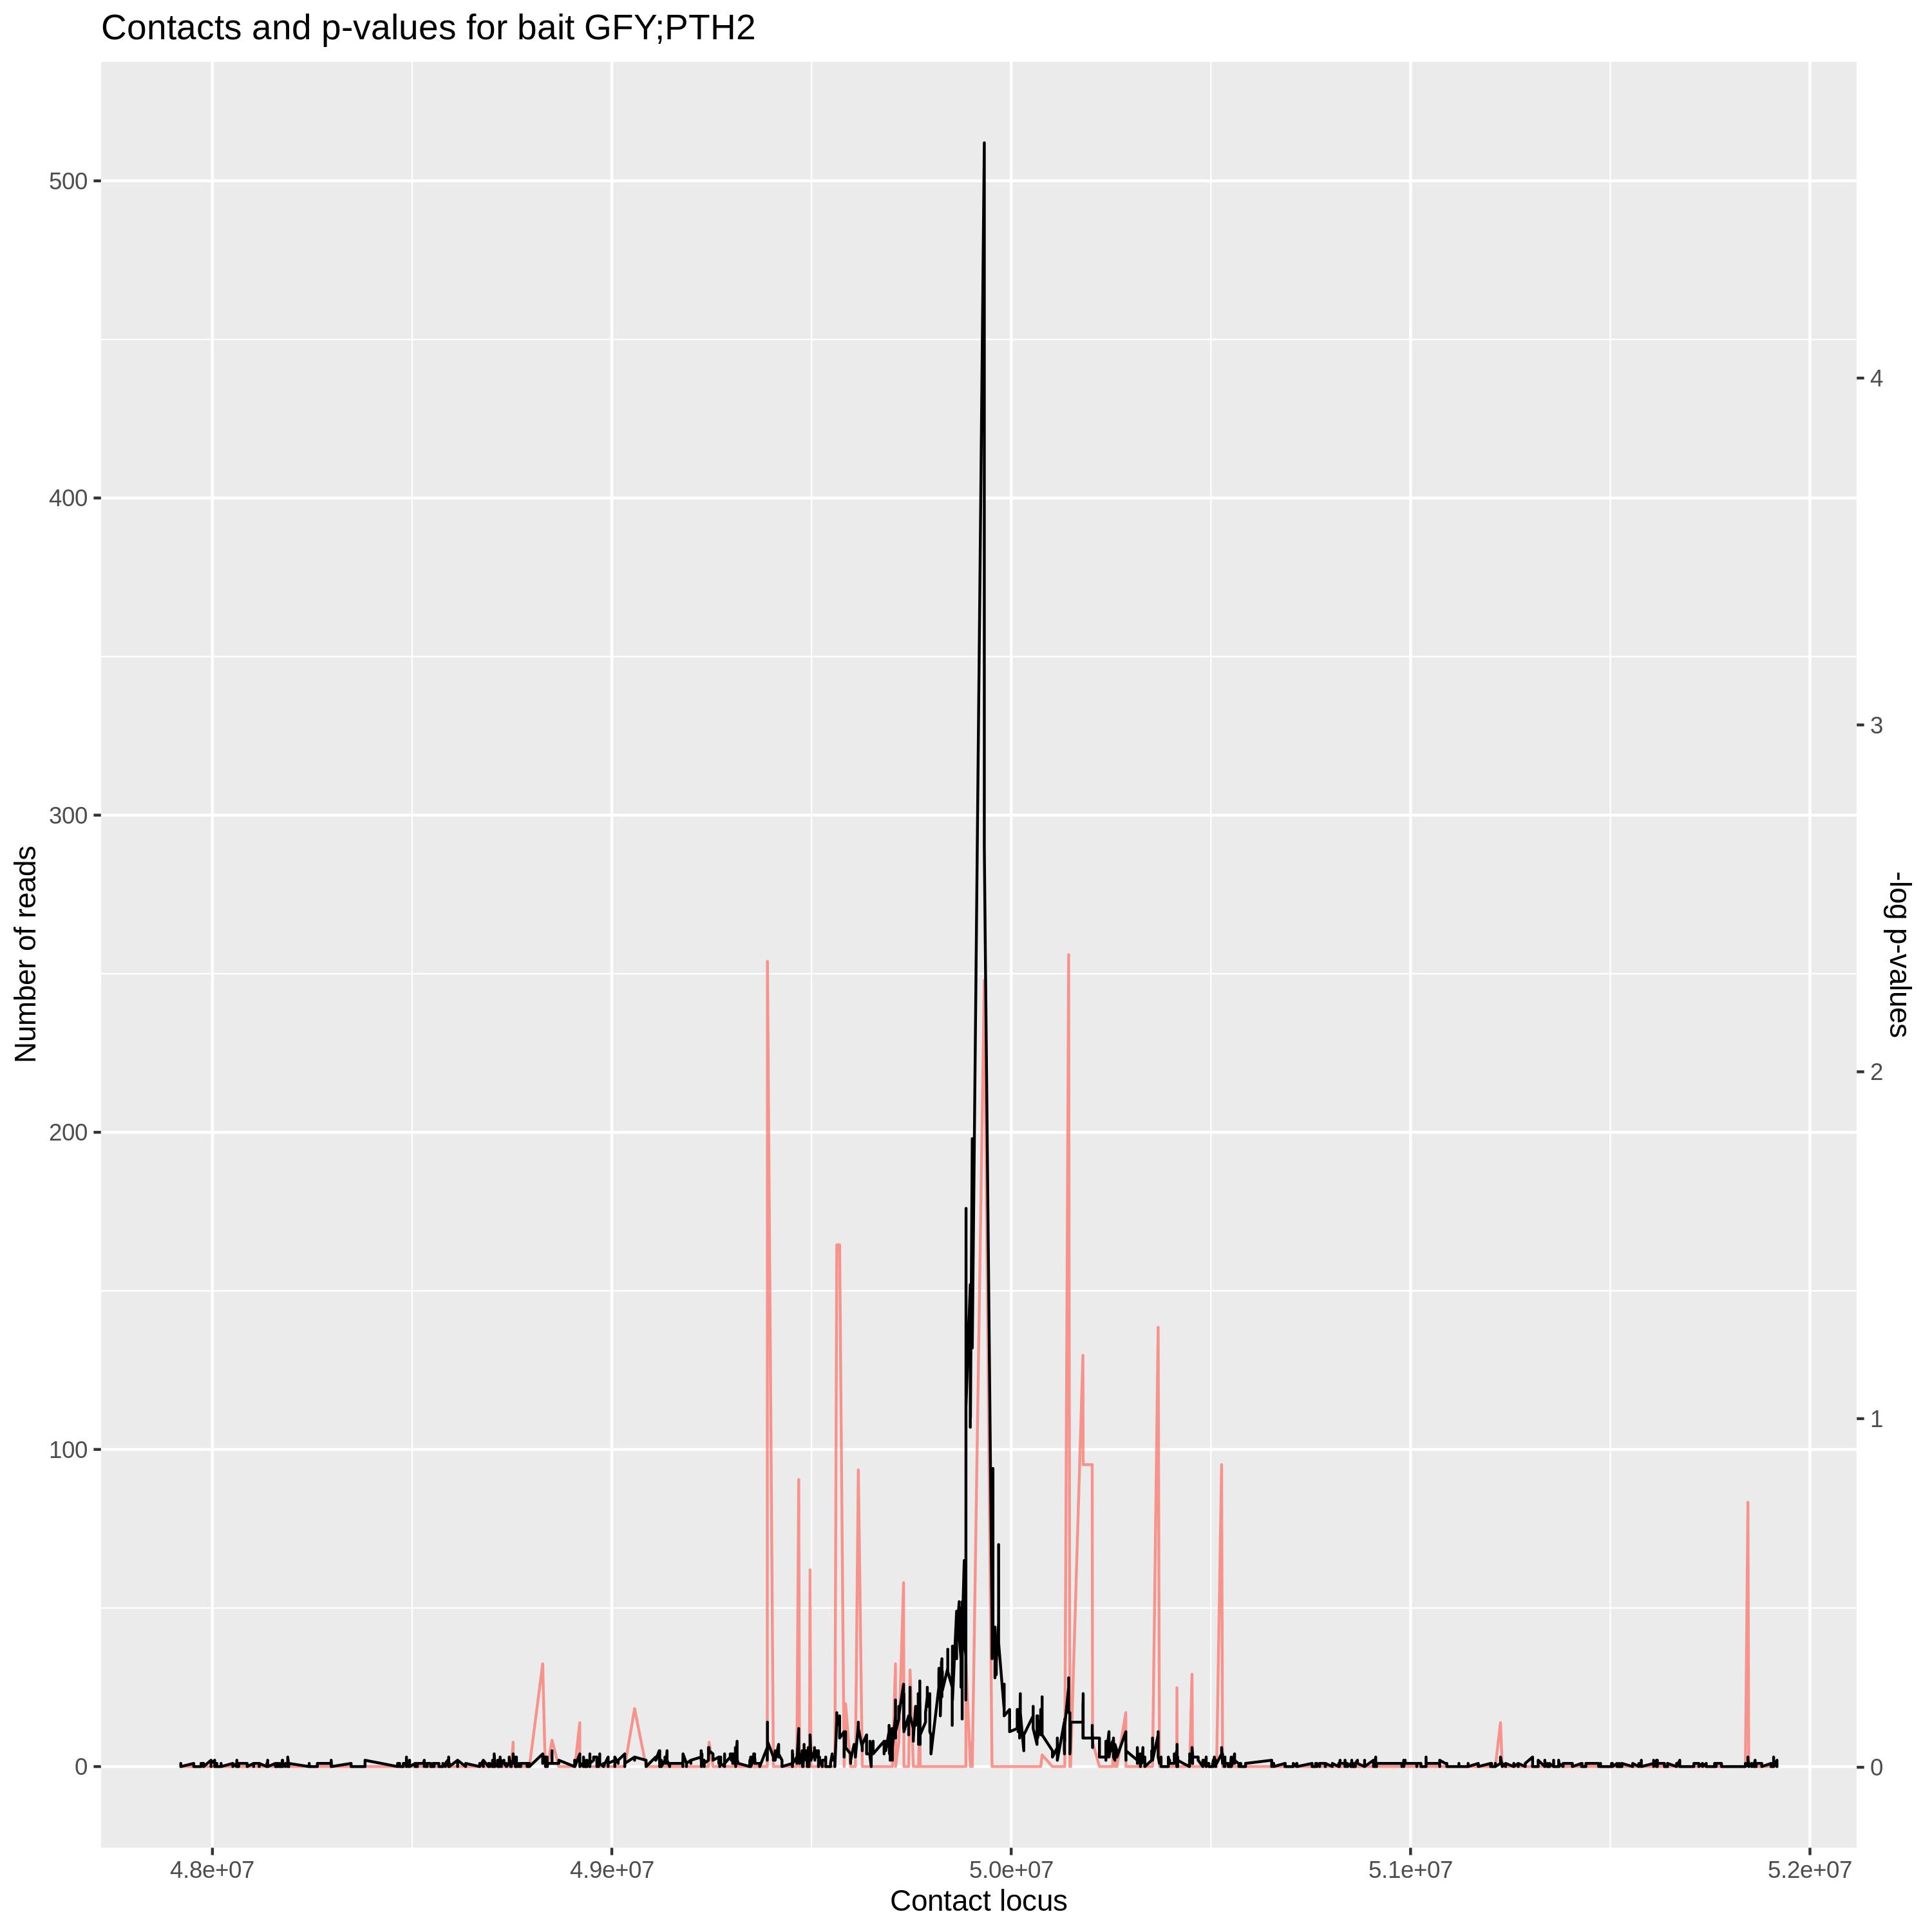 Contacts and p-values for bait GFY;PTH2
500
400
300
200
100
0
Number of reads
4
3
2
1
0
-log p-values
4.8e+07
4.9e+07
5.0e+07
5.1e+07
5.2e+07
Contact locus